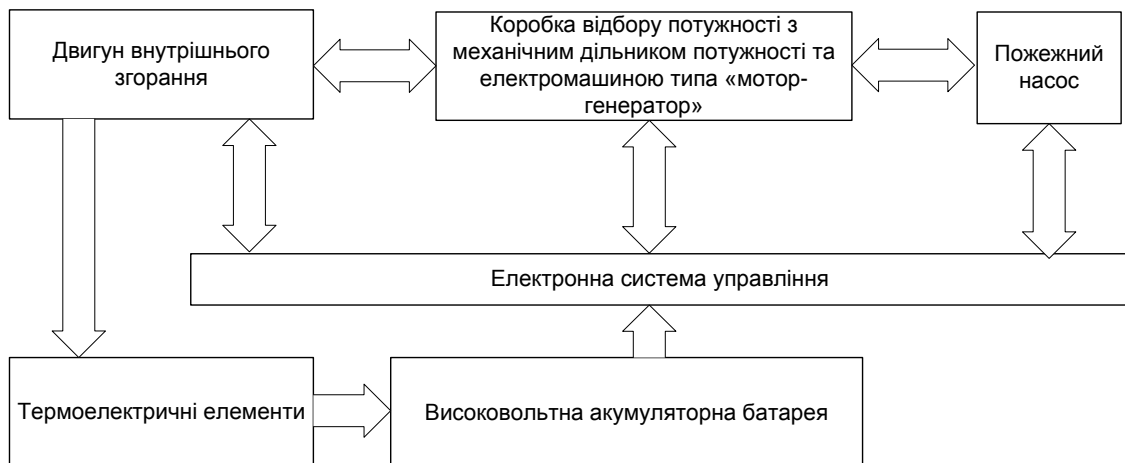 Двигун внутрішнього
згорання
Коробка відбору потужності з
механічним дільником потужності та
електромашиною типа «мотор-
генератор»
Пожежний
насос
Електронна система управління
Термоелектричні елементи
Високовольтна акумуляторна батарея